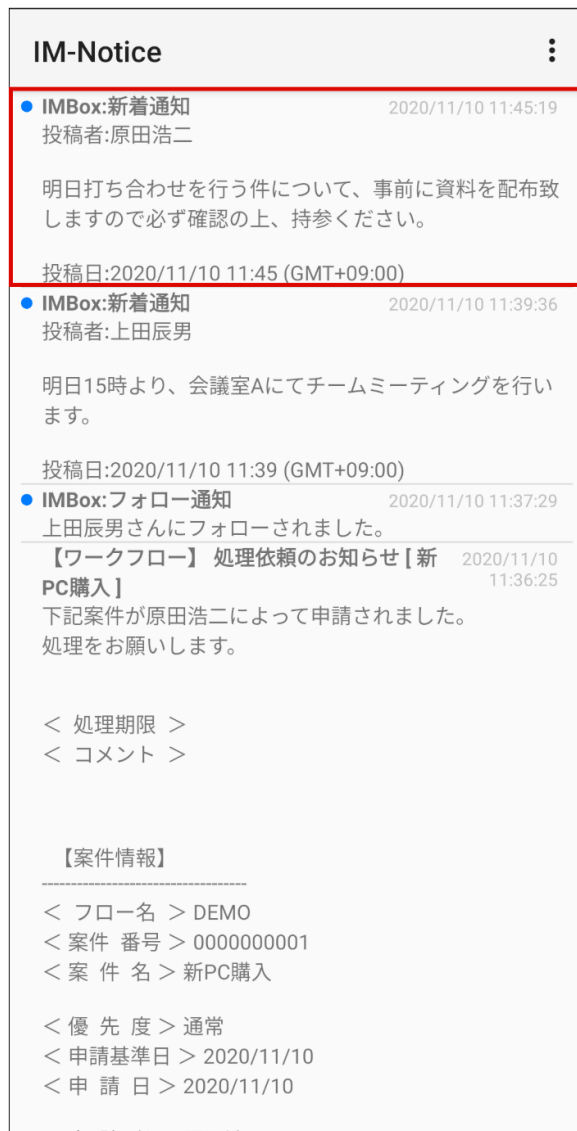 IM-Notice
IMBox:新着通知 2020/11/10 11:45:19
投稿者:原田浩二
明日打ち合わせを行う件について、事前に資料を配布致
しますので必ず確認の上、持参ください。
投稿日:2020/11/10 11:45 (GMT+09:00)
IMBox:新着通知 2020/11/10 11:39:36
投稿者:上田辰男
明日15時より、会議室Aにてチームミーティングを行い
ます。
投稿日:2020/11/10 11:39 (GMT+09:00)
IMBox:フォロー通知 2020/11/10 11:37:29
上田辰男さんにフォローされました。
【ワークフロー】 処理依頼のお知らせ [ 新 2020/11/10
PC購入 ] 11:36:25
下記案件が原田浩二によって申請されました。
処理をお願いします。
＜ 処理期限 ＞
＜ コメント ＞
【案件情報】
-----------------------------------
＜ フロー名 ＞ DEMO
＜ 案件 番号 ＞ 0000000001
＜ 案 件 名 ＞ 新PC購入
＜ 優 先 度 ＞ 通常
＜ 申請基準日 ＞ 2020/11/10
＜ 申 請 日 ＞ 2020/11/10